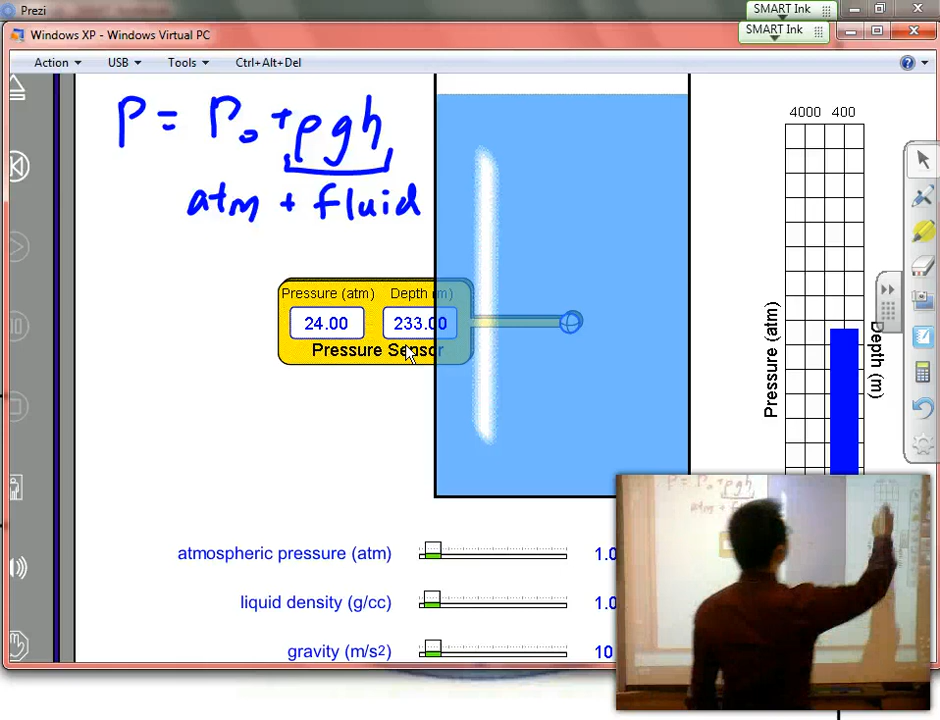 Prezi
SMART Ink
Windows XP - Windows Virtual PC
SMART Ink
Action USB Tools Ctrl+Alt+Del
P = P₀ + ρgh
atm + fluid
4000 400
Pressure (atm) Depth (m)
24.00 233.00
Pressure Sensor
Pressure (atm)
Depth (m)
atmospheric pressure (atm) 1.0
liquid density (g/cc) 1.0
gravity (m/s2) 10
P = P₀ + ρgh